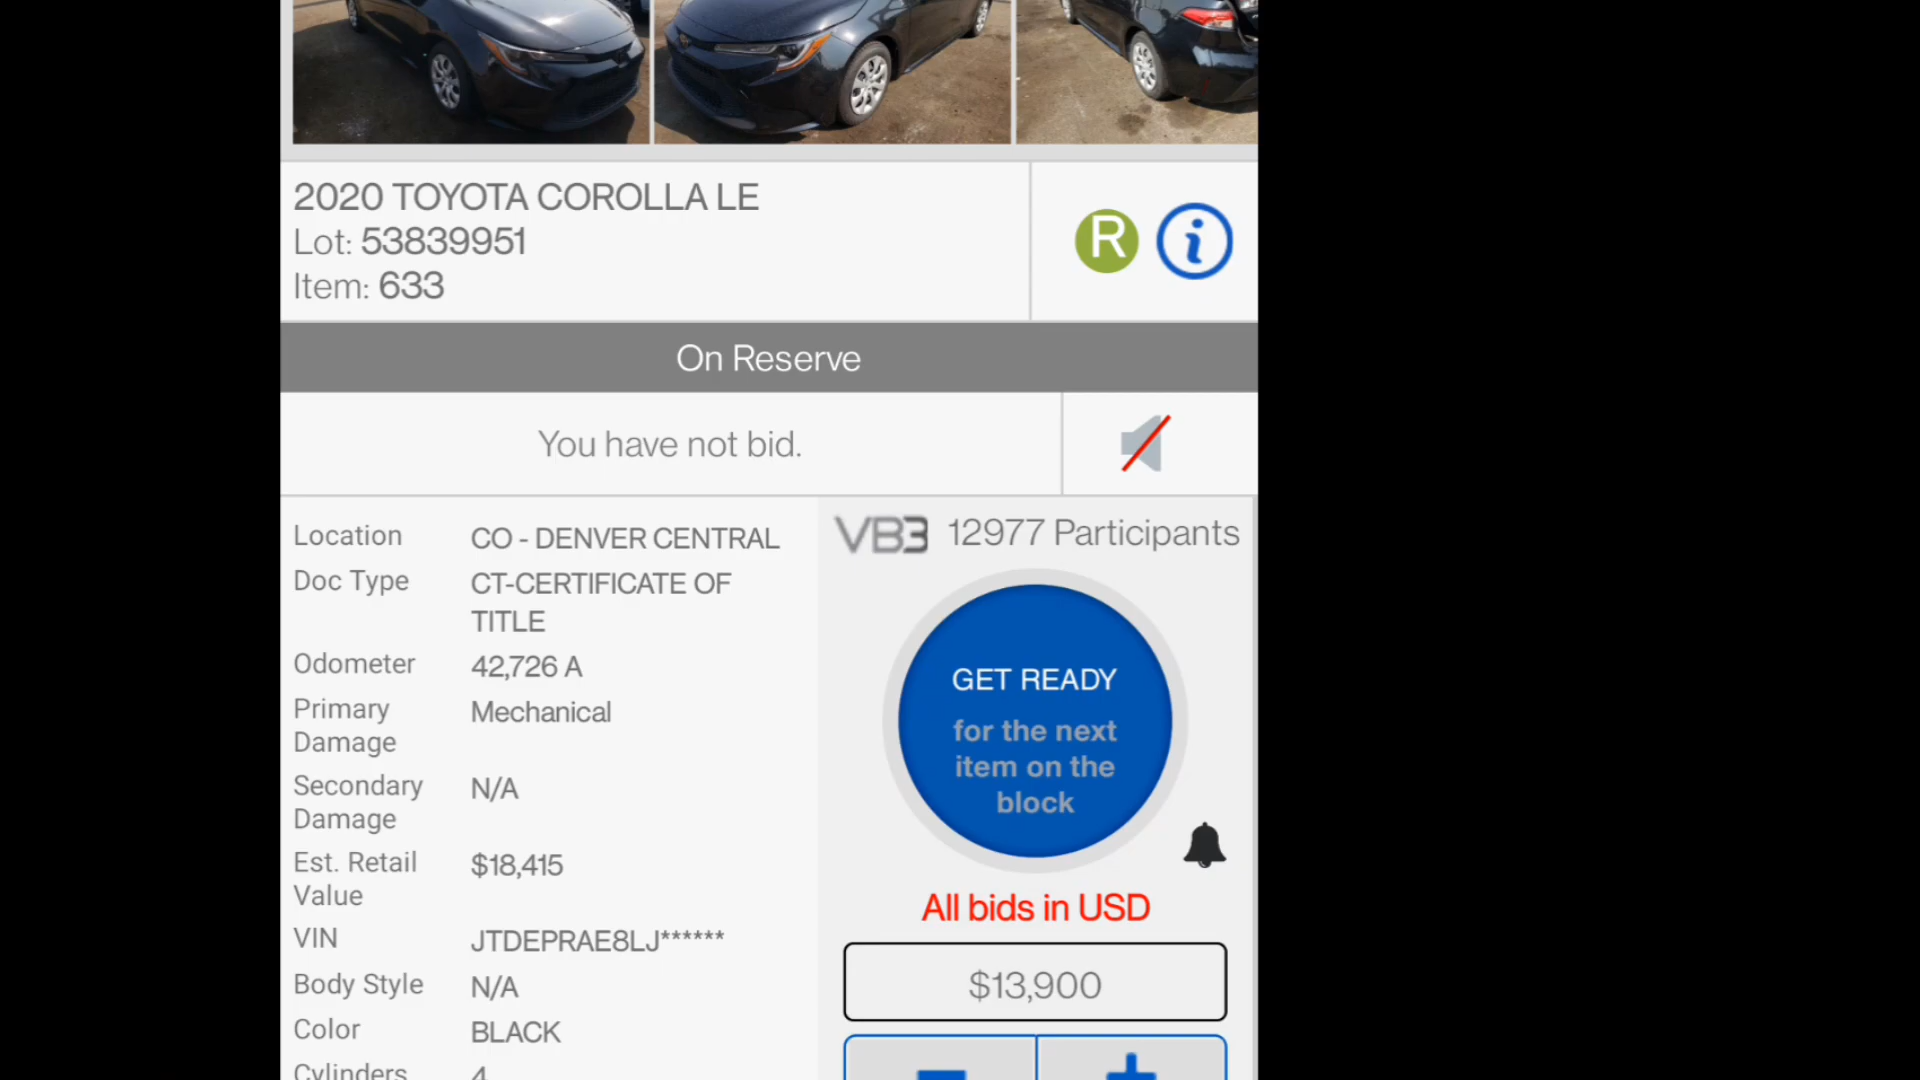 2020 TOYOTA COROLLA LE
Lot: 53839951
Item: 633
R
i
On Reserve
You have not bid.
Location CO - DENVER CENTRAL
Doc Type CT-CERTIFICATE OF
TITLE
Odometer 42,726 A
Primary
Damage Mechanical
Secondary
Damage N/A
Est. Retail
Value $18,415
VIN JTDEPRAE8LJ******
Body Style N/A
Color BLACK
Cylinders 4
VB3 12977 Participants
GET READY
for the next
item on the
block
All bids in USD
$13,900